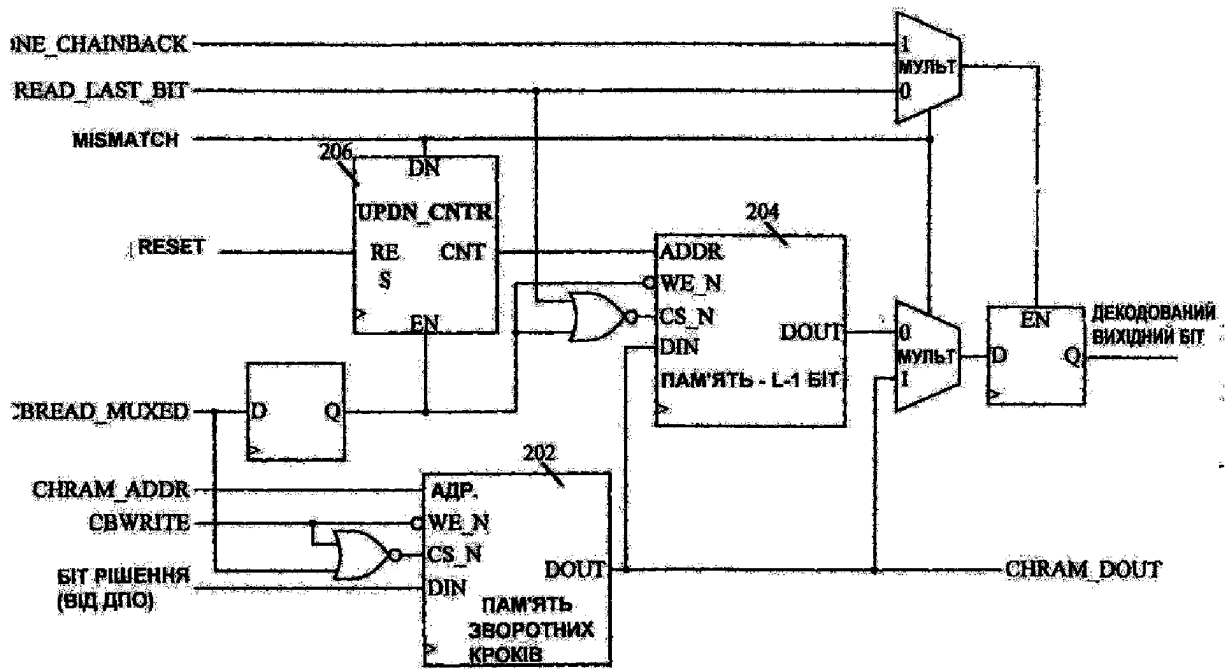 NE_CHAINBACK
READ_LAST_BIT
MISMATCH
RESET
CBREAD_MUXED
CHRAM_ADDR
CBWRITE
БІТ РІШЕННЯ
(ВІД ДПО)
206
DN
UPDN_CNTR
RE
S
CNT
EN
D
Q
202
АДР.
WE_N
CS_N
DIN
DOUT
ПАМ'ЯТЬ
ЗВОРОТНИХ
КРОКІВ
204
ADDR
WE_N
CS_N
DIN
DOUT
ПАМ'ЯТЬ - L-1 БІТ
1
МУЛЬТ
0
0
МУЛЬТ
1
EN
D
Q
ДЕКОДОВАНИЙ
ВИХІДНИЙ БІТ
CHRAM_DOUT